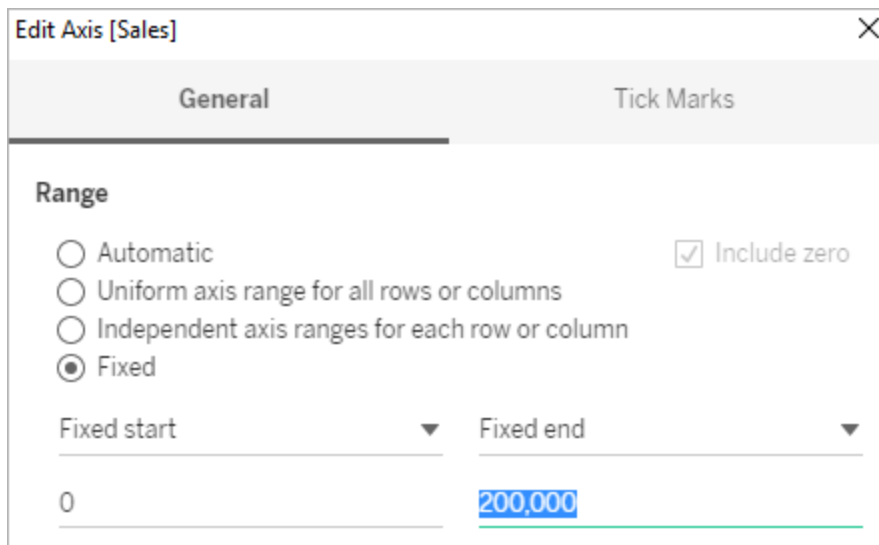 Edit Axis [Sales]
General Tick Marks
Range
Automatic Include zero
Uniform axis range for all rows or columns
Independent axis ranges for each row or column
Fixed
Fixed start Fixed end
0 200,000